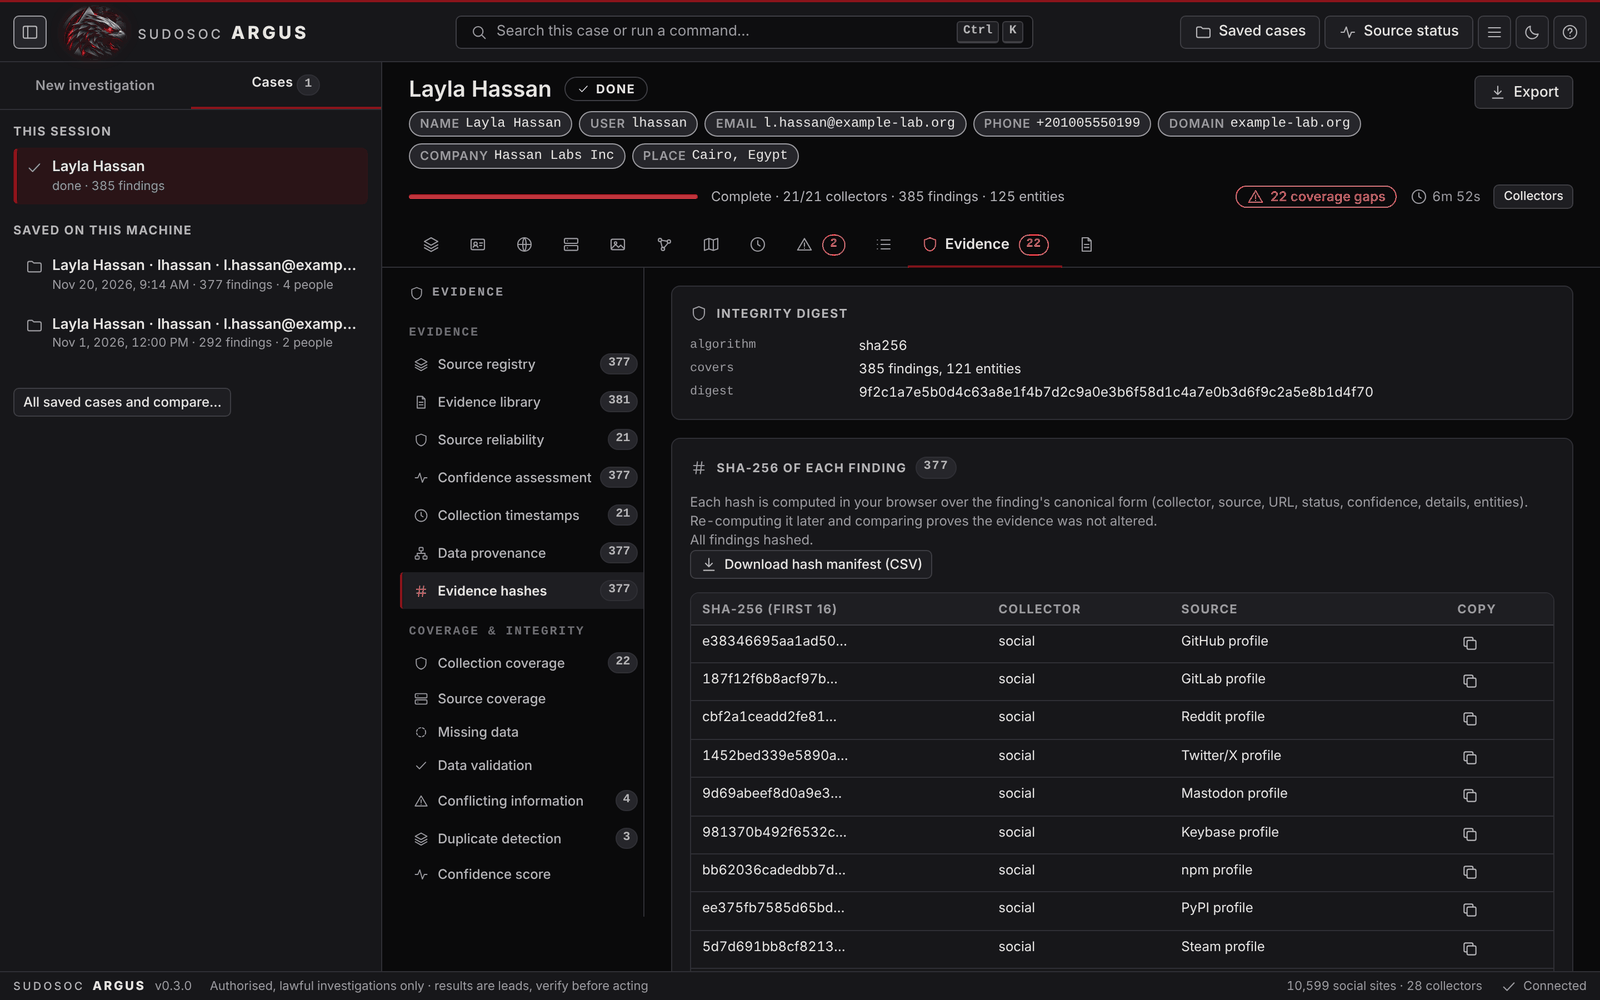 SUDOSOC ARGUS
Search this case or run a command...
Ctrl K
Saved cases
Source status
New investigation
Cases 1
THIS SESSION
Layla Hassan
done · 385 findings
SAVED ON THIS MACHINE
Layla Hassan · lhassan · l.hassan@examp...
Nov 20, 2026, 9:14 AM · 377 findings · 4 people
Layla Hassan · lhassan · l.hassan@examp...
Nov 1, 2026, 12:00 PM · 292 findings · 2 people
All saved cases and compare...
Layla Hassan
DONE
Export
NAME Layla Hassan
USER lhassan
EMAIL l.hassan@example-lab.org
PHONE +201005550199
DOMAIN example-lab.org
COMPANY Hassan Labs Inc
PLACE Cairo, Egypt
Complete · 21/21 collectors · 385 findings · 125 entities
22 coverage gaps
6m 52s
Collectors
2
Evidence 22
EVIDENCE
EVIDENCE
Source registry 377
Evidence library 381
Source reliability 21
Confidence assessment 377
Collection timestamps 21
Data provenance 377
Evidence hashes 377
COVERAGE & INTEGRITY
Collection coverage 22
Source coverage
Missing data
Data validation
Conflicting information 4
Duplicate detection 3
Confidence score
INTEGRITY DIGEST
algorithm sha256
covers 385 findings, 121 entities
digest 9f2c1a7e5b0d4c63a8e1f4b7d2c9a0e3b6f58d1c4a7e0b3d6f9c2a5e8b1d4f70
SHA-256 OF EACH FINDING 377
Each hash is computed in your browser over the finding's canonical form (collector, source, URL, status, confidence, details, entities).
Re-computing it later and comparing proves the evidence was not altered.
All findings hashed.
Download hash manifest (CSV)
SHA-256 (FIRST 16) COLLECTOR SOURCE COPY
e38346695aa1ad50... social GitHub profile
187f12f6b8acf97b... social GitLab profile
cbf2a1ceadd2fe81... social Reddit profile
1452bed339e5890a... social Twitter/X profile
9d69abeef8d0a9e3... social Mastodon profile
981370b492f6532c... social Keybase profile
bb62036cadedbb7d... social npm profile
ee375fb7585d65bd... social PyPI profile
5d7d691bb8cf8213... social Steam profile
SUDOSOC ARGUS v0.3.0 Authorised, lawful investigations only · results are leads, verify before acting
10,599 social sites · 28 collectors
Connected